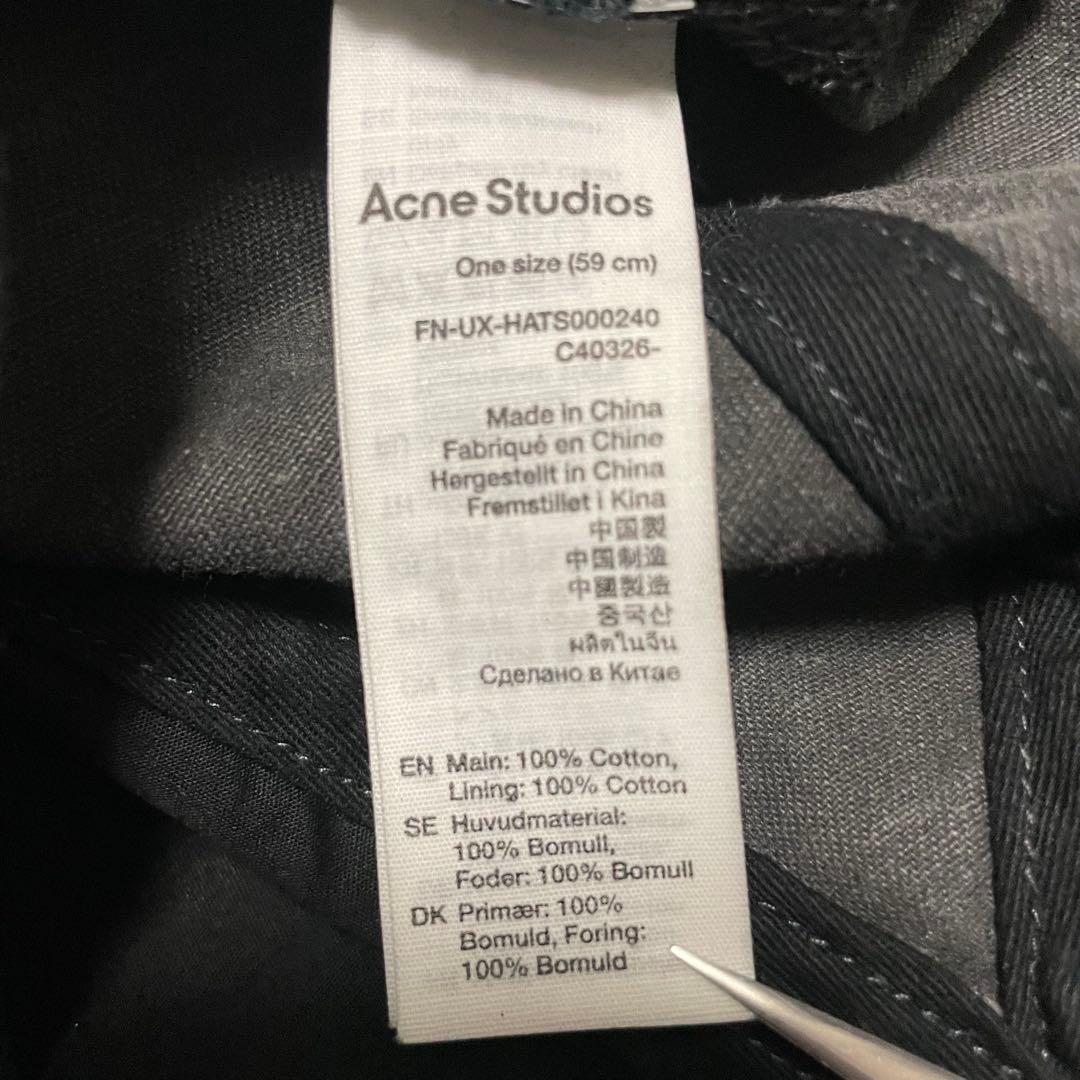 Acne Studios
One size (59 cm)
FN-UX-HATS000240
C40326-
Made in China
Fabriqué en Chine
Hergestellt in China
Fremstillet i Kina
中国製
中国制造
中國製造
중국산
ผลิตในจีน
Сделано в Китае
EN Main: 100% Cotton,
Lining: 100% Cotton
SE Huvudmaterial:
100% Bomull,
Foder: 100% Bomull
DK Primær: 100%
Bomuld, Foring:
100% Bomuld